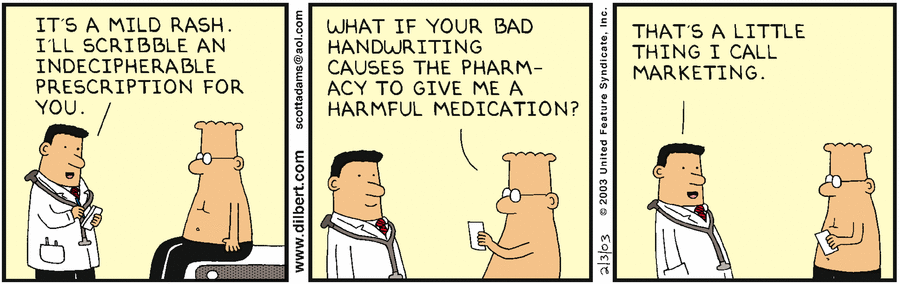 IT'S A MILD RASH.
I'LL SCRIBBLE AN
INDECIPHERABLE
PRESCRIPTION FOR
YOU.
www.dilbert.com
scottadams@aol.com
WHAT IF YOUR BAD
HANDWRITING
CAUSES THE PHARM-
ACY TO GIVE ME A
HARMFUL MEDICATION?
2/3/03
© 2003 United Feature Syndicate, Inc.
THAT'S A LITTLE
THING I CALL
MARKETING.